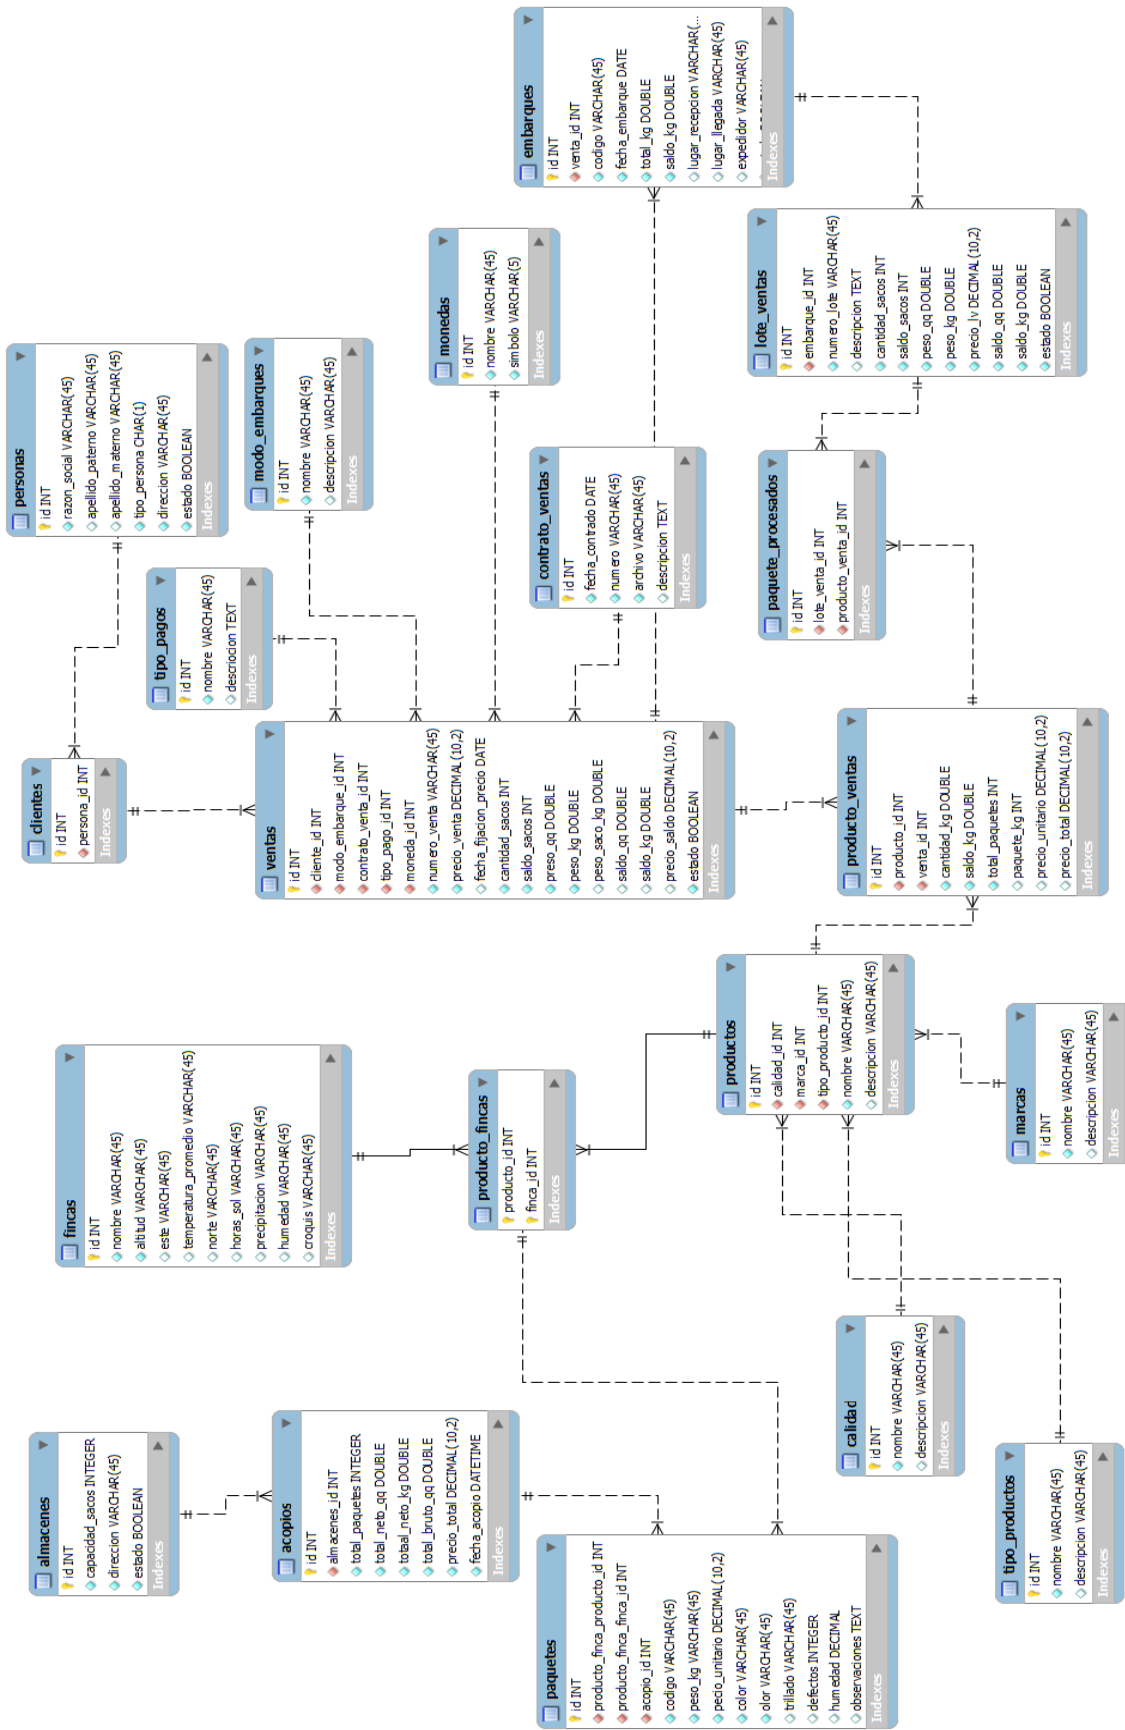 almacenes
id INT
capacidad_sacos INTEGER
direccion VARCHAR(45)
estado BOOLEAN
Indexes
fincas
id INT
nombre VARCHAR(45)
altitud VARCHAR(45)
este VARCHAR(45)
temperatura_promedio VARCHAR(45)
norte VARCHAR(45)
horas_sol VARCHAR(45)
precipitacion VARCHAR(45)
humedad VARCHAR(45)
croquis VARCHAR(45)
Indexes
clientes
id INT
persona_id INT
Indexes
personas
id INT
razon_social VARCHAR(45)
apellido_paterno VARCHAR(45)
apellido_materno VARCHAR(45)
tipo_persona CHAR(1)
direccion VARCHAR(45)
estado BOOLEAN
Indexes
tipo_pagos
id INT
nombre VARCHAR(45)
descriocion TEXT
Indexes
modo_embarques
id INT
nombre VARCHAR(45)
descripcion VARCHAR(45)
Indexes
acopios
id INT
almacenes_id INT
total_paquetes INTEGER
total_neto_qq DOUBLE
totaal_neto_kg DOUBLE
total_bruto_qq DOUBLE
precio_total DECIMAL(10,2)
fecha_acopio DATETIME
Indexes
ventas
id INT
cliente_id INT
modo_embarque_id INT
contrato_venta_id INT
tipo_pago_id INT
moneda_id INT
numero_venta VARCHAR(45)
precio_venta DECIMAL(10,2)
fecha_fijacion_precio DATE
cantidad_sacos INT
saldo_sacos INT
preso_qq DOUBLE
peso_kg DOUBLE
peso_saco_kg DOUBLE
saldo_qq DOUBLE
saldo_kg DOUBLE
precio_saldo DECIMAL(10,2)
estado BOOLEAN
Indexes
monedas
id INT
nombre VARCHAR(45)
simbolo VARCHAR(5)
Indexes
producto_fincas
producto_id INT
finca_id INT
Indexes
contrato_ventas
id INT
fecha_contrado DATE
numero VARCHAR(45)
archivo VARCHAR(45)
descripcion TEXT
Indexes
embarques
id INT
venta_id INT
codigo VARCHAR(45)
fecha_embarque DATE
total_kg DOUBLE
saldo_kg DOUBLE
lugar_recepcion VARCHAR(...
lugar_llegada VARCHAR(45)
expedidor VARCHAR(45)
Indexes
paquetes
id INT
producto_finca_producto_id INT
producto_finca_finca_id INT
acopio_id INT
codigo VARCHAR(45)
peso_kg VARCHAR(45)
pecio_unitario DECIMAL(10,2)
color VARCHAR(45)
olor VARCHAR(45)
trillado VARCHAR(45)
defectos INTEGER
humedad DECIMAL
observaciones TEXT
Indexes
productos
id INT
calidad_id INT
marca_id INT
tipo_producto_id INT
nombre VARCHAR(45)
descripcion VARCHAR(45)
Indexes
paquete_procesados
id INT
lote_venta_id INT
producto_venta_id INT
Indexes
lote_ventas
id INT
embarque_id INT
numero_lote VARCHAR(45)
descripcion TEXT
cantidad_sacos INT
saldo_sacos INT
peso_qq DOUBLE
peso_kg DOUBLE
precio_lv DECIMAL(10,2)
saldo_qq DOUBLE
saldo_kg DOUBLE
estado BOOLEAN
Indexes
calidad
id INT
nombre VARCHAR(45)
descripcion VARCHAR(45)
Indexes
producto_ventas
id INT
producto_id INT
venta_id INT
cantidad_kg DOUBLE
saldo_kg DOUBLE
total_paquetes INT
paquete_kg INT
precio_unitario DECIMAL(10,2)
precio_total DECIMAL(10,2)
Indexes
tipo_productos
id INT
nombre VARCHAR(45)
descripcion VARCHAR(45)
Indexes
marcas
id INT
nombre VARCHAR(45)
descripcion VARCHAR(45)
Indexes